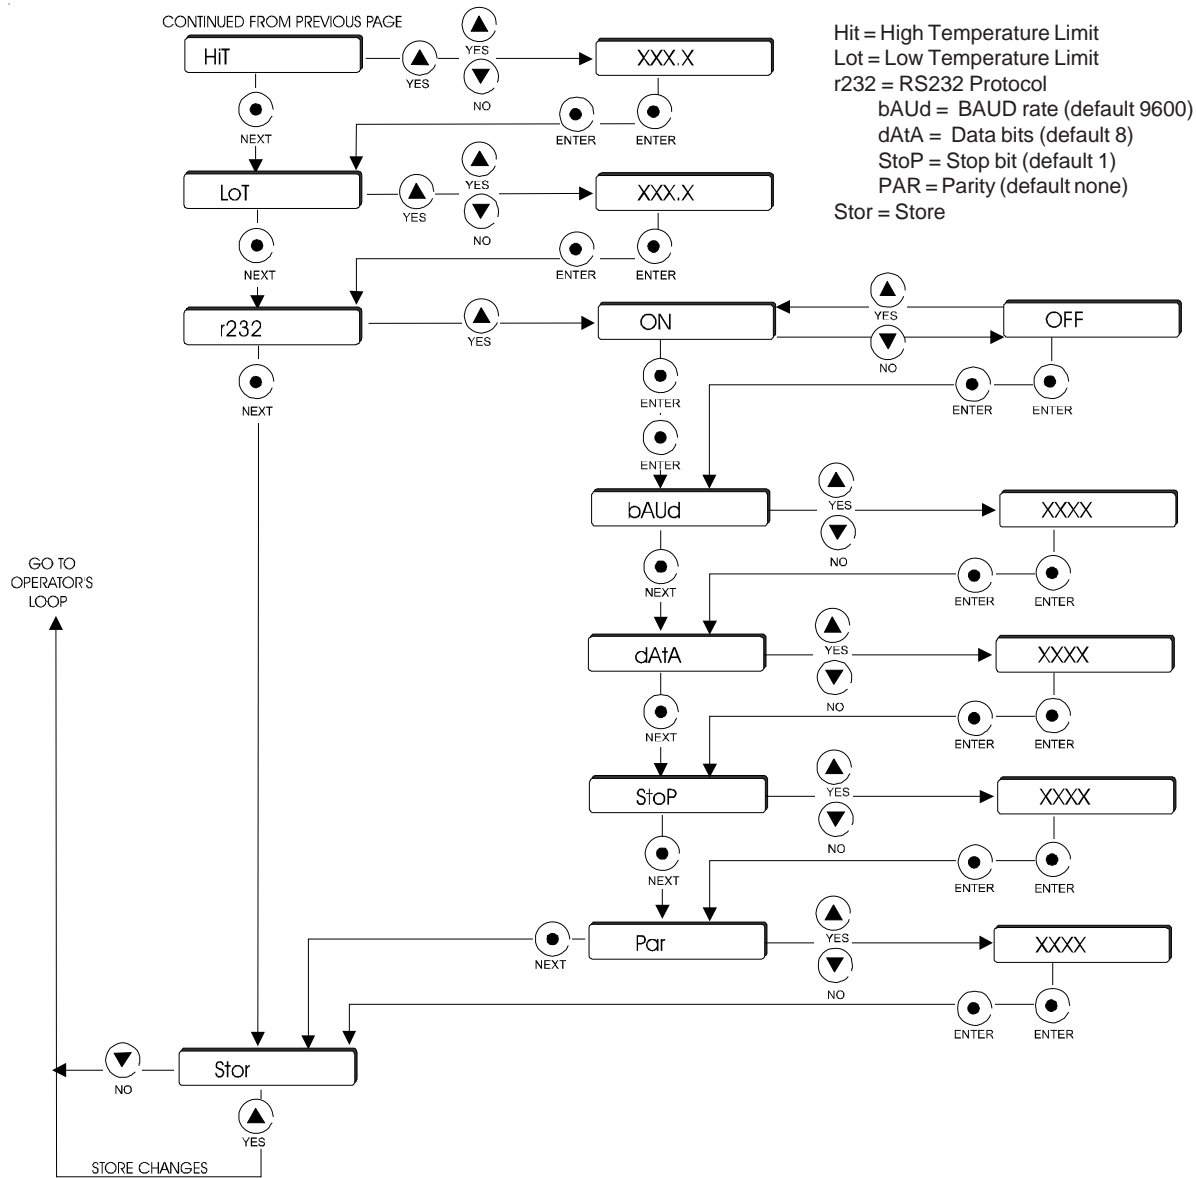 CONTINUED FROM PREVIOUS PAGE
Hit = High Temperature Limit
Lot = Low Temperature Limit
r232 = RS232 Protocol
bAUd = BAUD rate (default 9600)
dAtA = Data bits (default 8)
StoP = Stop bit (default 1)
PAR = Parity (default none)
Stor = Store
HiT
YES
YES
NO
XXX.X
NEXT
ENTER
ENTER
LoT
YES
YES
NO
XXX.X
NEXT
ENTER
ENTER
r232
YES
ON
YES
NO
OFF
NEXT
ENTER
ENTER
ENTER
ENTER
bAUd
YES
NO
XXXX
NEXT
ENTER
ENTER
GO TO
OPERATOR'S
LOOP
dAtA
YES
NO
XXXX
NEXT
ENTER
ENTER
StoP
YES
NO
XXXX
NEXT
ENTER
ENTER
NEXT
Par
YES
NO
XXXX
ENTER
ENTER
NO
Stor
YES
STORE CHANGES